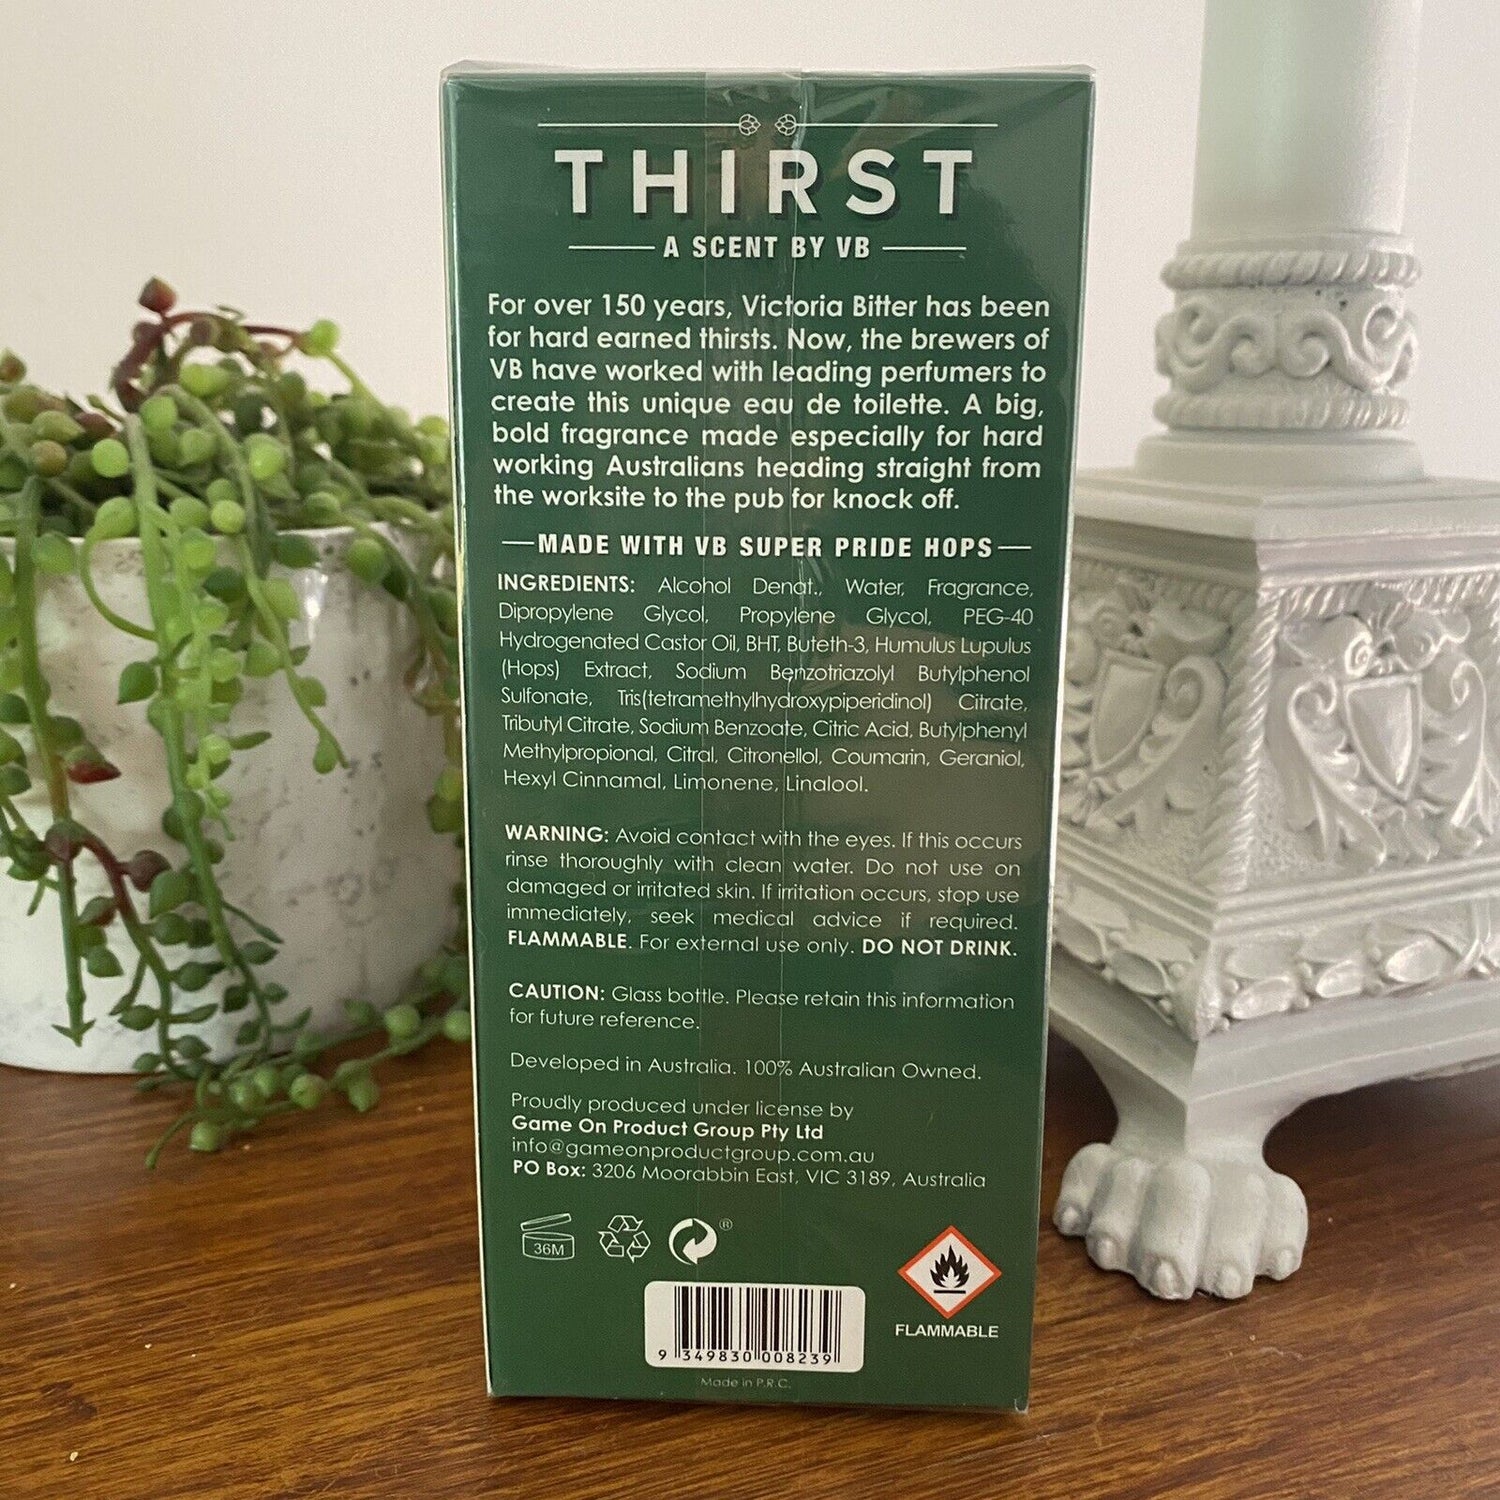 THIRST
A SCENT BY VB
For over 150 years, Victoria Bitter has been
for hard earned thirsts. Now, the brewers of
VB have worked with leading perfumers to
create this unique eau de toilette. A big,
bold fragrance made especially for hard
working Australians heading straight from
the worksite to the pub for knock off.
MADE WITH VB SUPER PRIDE HOPS
INGREDIENTS: Alcohol Denat., Water, Fragrance,
Dipropylene Glycol, Propylene Glycol, PEG-40
Hydrogenated Castor Oil, BHT, Buteth-3, Humulus Lupulus
(Hops) Extract, Sodium Benzotriazolyl Butylphenol
Sulfonate, Tris(tetramethylhydroxypiperidinol) Citrate,
Tributyl Citrate, Sodium Benzoate, Citric Acid, Butylphenyl
Methylpropional, Citral, Citronellol, Coumarin, Geraniol,
Hexyl Cinnamal, Limonene, Linalool.
WARNING: Avoid contact with the eyes. If this occurs
rinse thoroughly with clean water. Do not use on
damaged or irritated skin. If irritation occurs, stop use
immediately, seek medical advice if required.
FLAMMABLE. For external use only. DO NOT DRINK.
CAUTION: Glass bottle. Please retain this information
for future reference.
Developed in Australia. 100% Australian Owned.
Proudly produced under license by
Game On Product Group Pty Ltd
info@gameonproductgroup.com.au
PO Box: 3206 Moorabbin East, VIC 3189, Australia
36M
®
FLAMMABLE
9 349830 008239
Made in P.R.C.